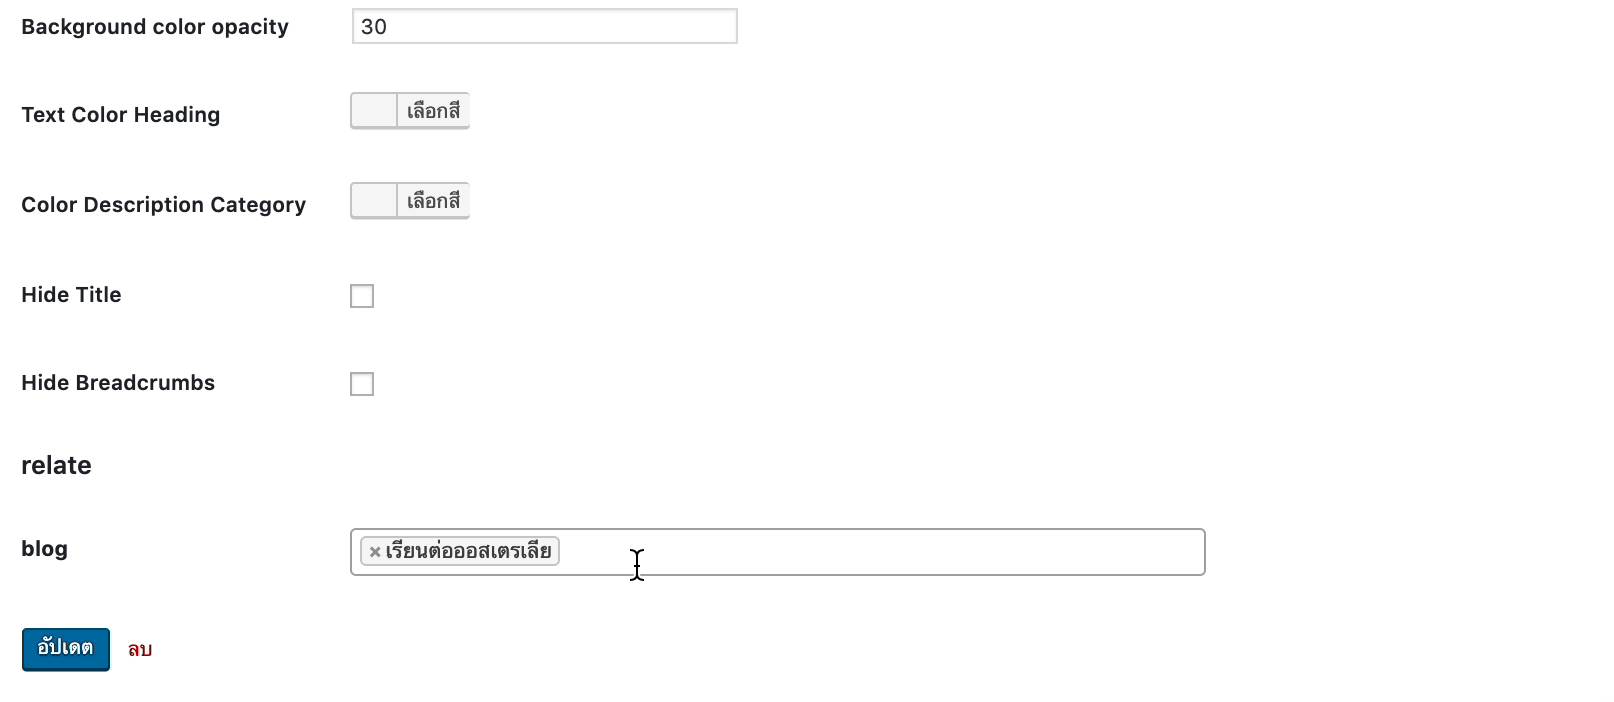 Background color opacity
30
Text Color Heading
เลือกสี
Color Description Category
เลือกสี
Hide Title
Hide Breadcrumbs
relate
blog
× เรียนต่อออสเตรเลีย
อัปเดต ลบ